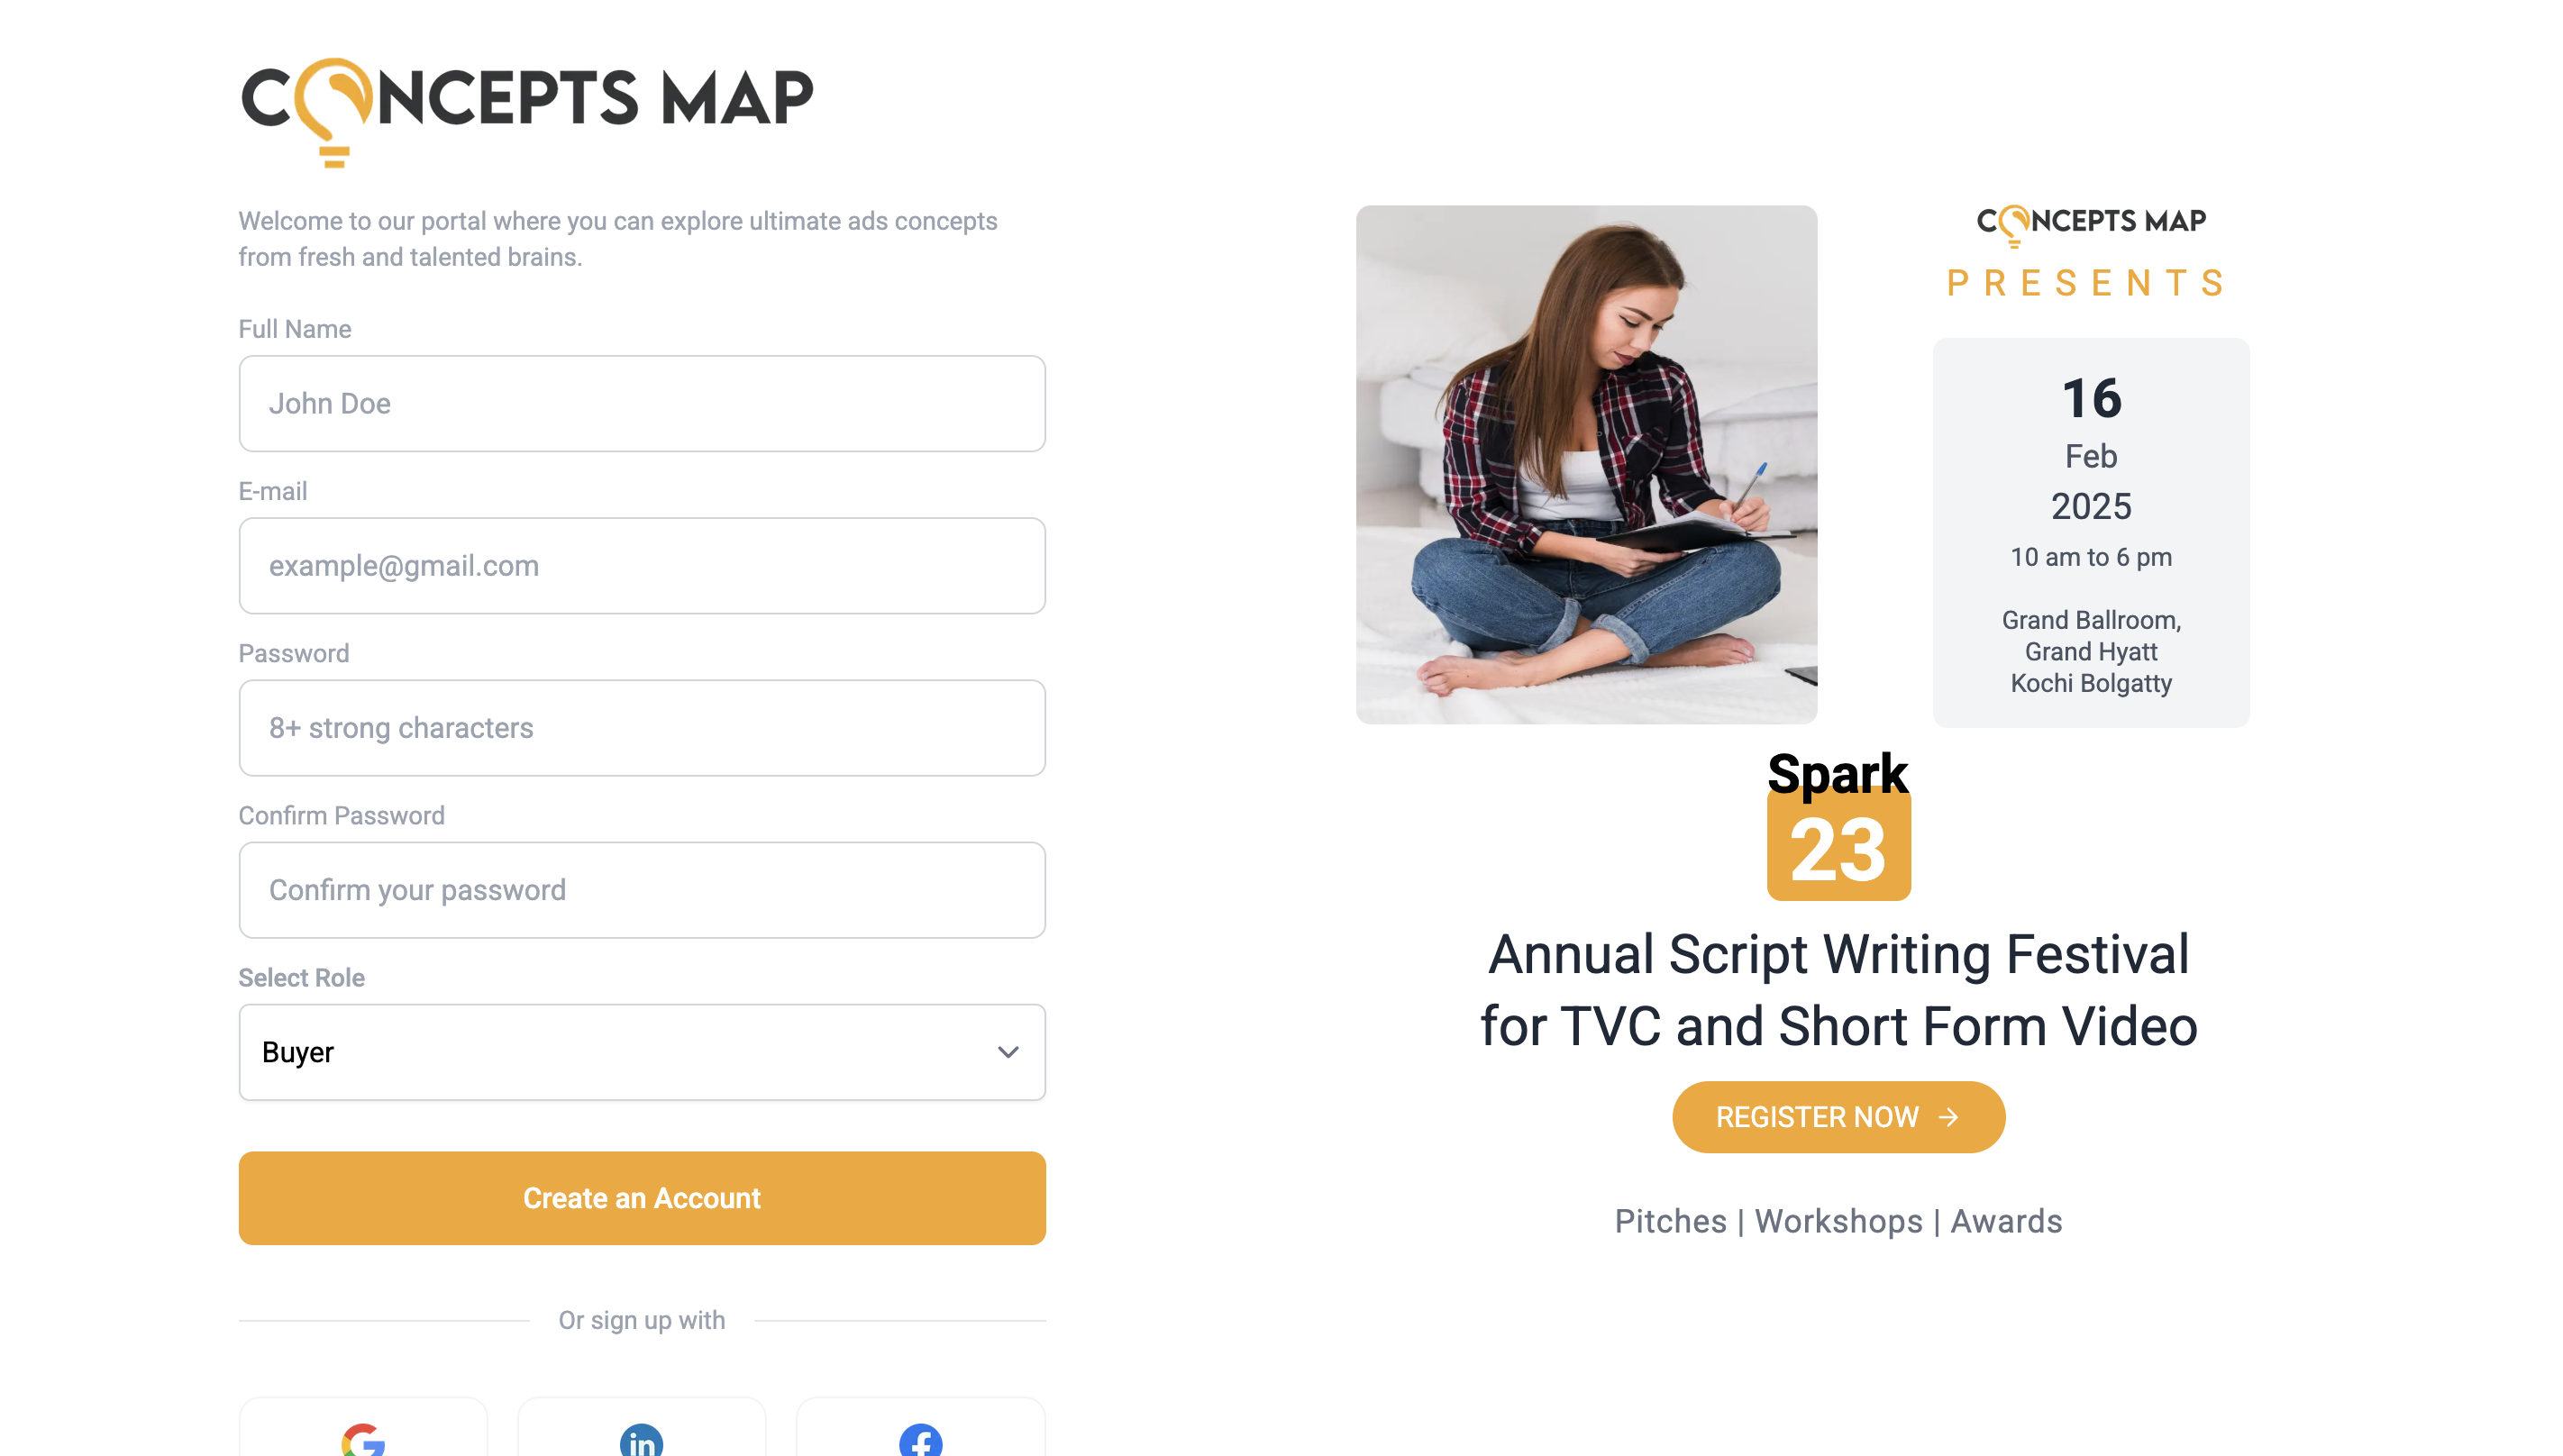 CONCEPTS MAP
Welcome to our portal where you can explore ultimate ads concepts
from fresh and talented brains.
Full Name
John Doe
E-mail
example@gmail.com
Password
8+ strong characters
Confirm Password
Confirm your password
Select Role
Buyer
Create an Account
Or sign up with
G
in
f
CONCEPTS MAP
PRESENTS
16
Feb
2025
10 am to 6 pm
Grand Ballroom,
Grand Hyatt
Kochi Bolgatty
Spark
23
Annual Script Writing Festival
for TVC and Short Form Video
REGISTER NOW →
Pitches | Workshops | Awards